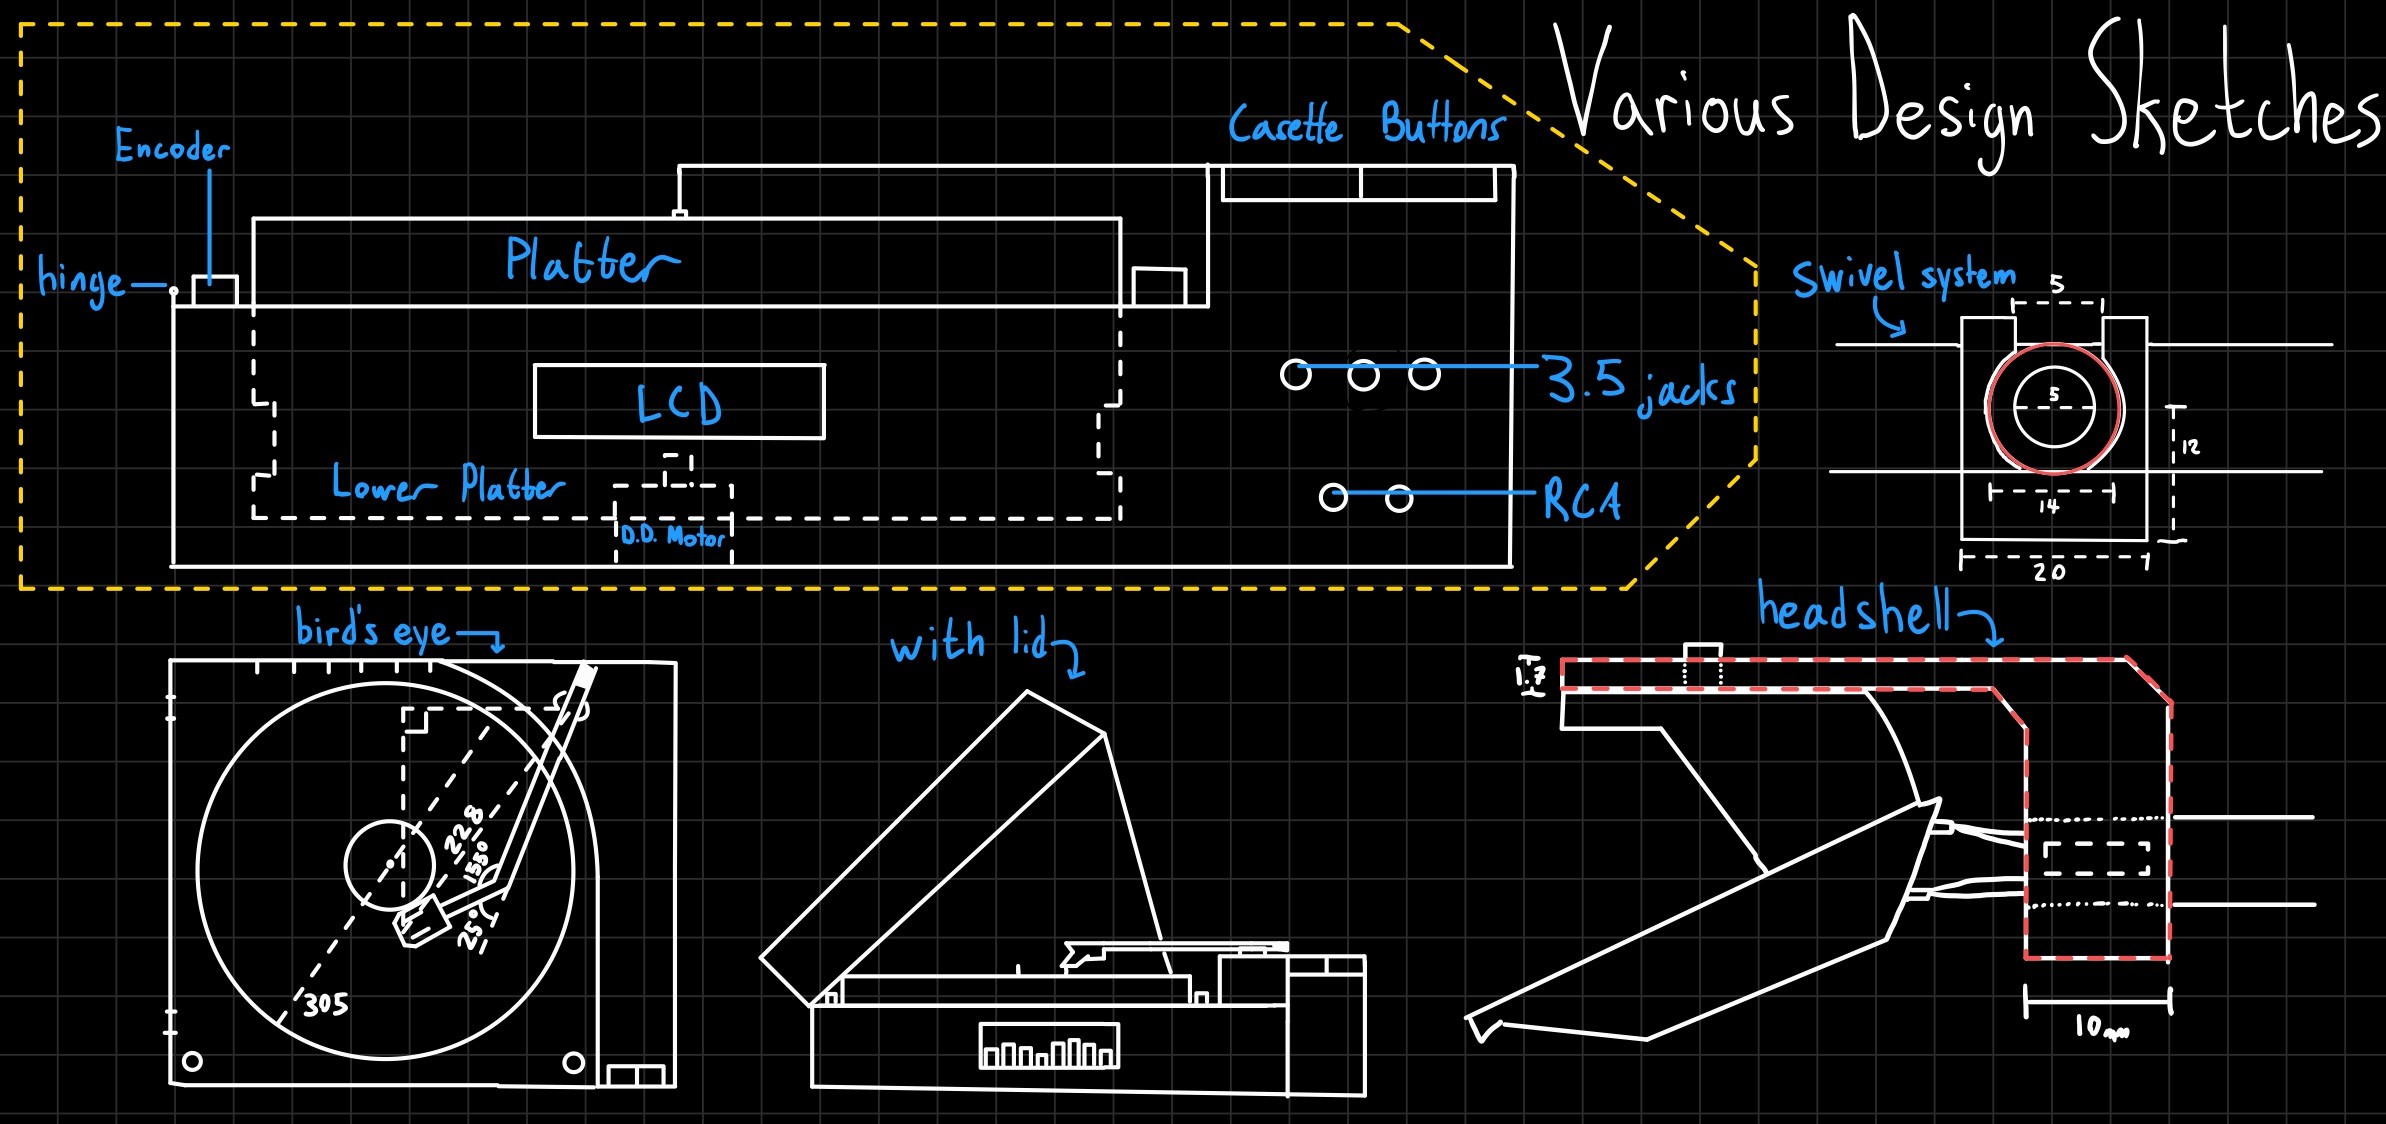 Various Design Sketches
Casette Buttons
Encoder
hinge
Platter
LCD
3.5 jacks
Lower Platter
D.D. Motor
RCA
Swivel system
5
5
12
14
20
bird's eye
228
155°
25°
305
with lid
headshell
1.7
10mm